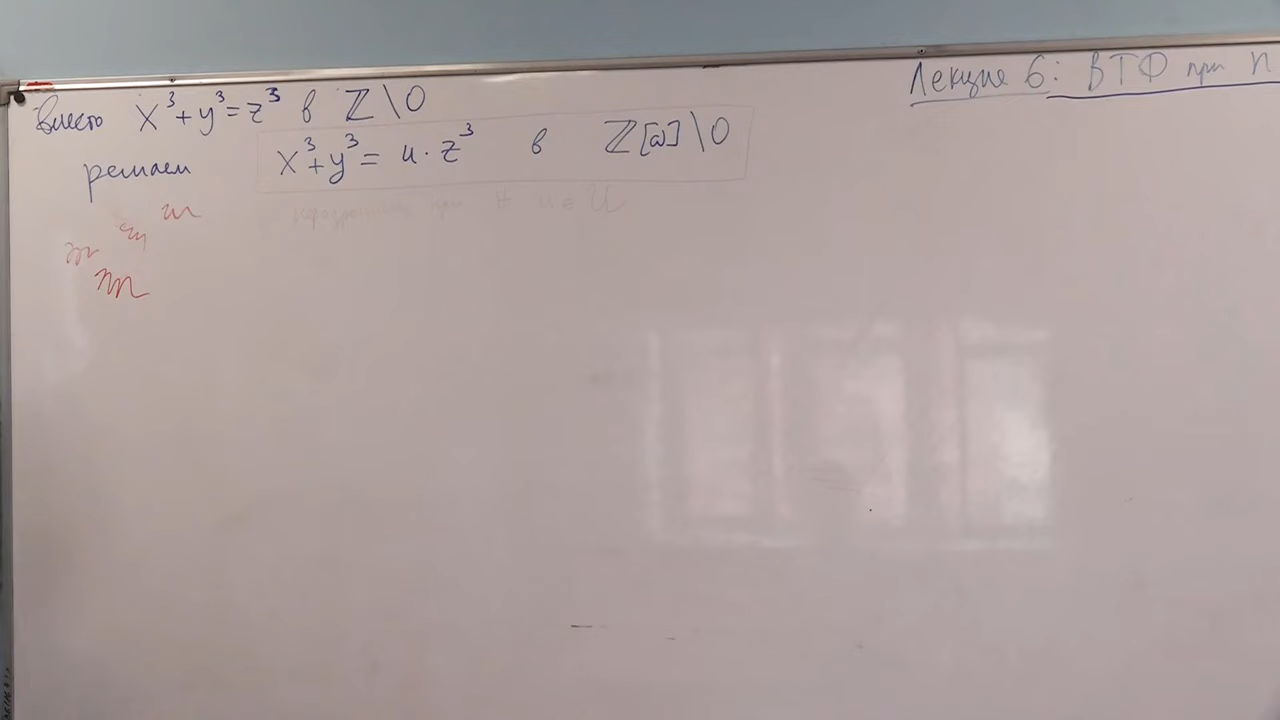 Лекция 6: ВТФ при n
Вместо x³+y³=z³ в ℤ\0
решаем x³+y³=u·z³ в ℤ[ω]\0